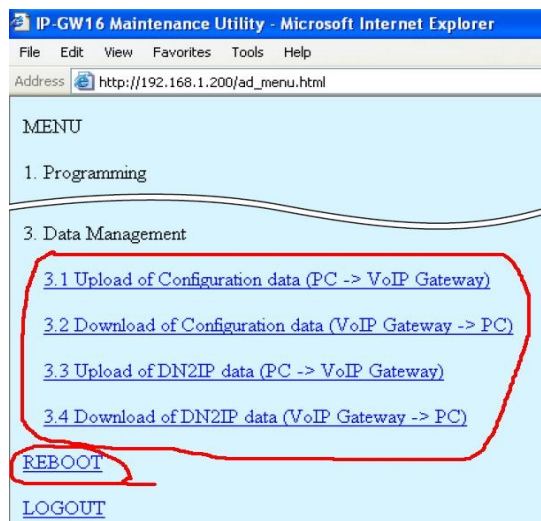 IP-GW16 Maintenance Utility - Microsoft Internet Explorer
File Edit View Favorites Tools Help
Address http://192.168.1.200/ad_menu.html
MENU
1. Programming
3. Data Management
3.1 Upload of Configuration data (PC -> VoIP Gateway)
3.2 Download of Configuration data (VoIP Gateway -> PC)
3.3 Upload of DN2IP data (PC -> VoIP Gateway)
3.4 Download of DN2IP data (VoIP Gateway -> PC)
REBOOT
LOGOUT